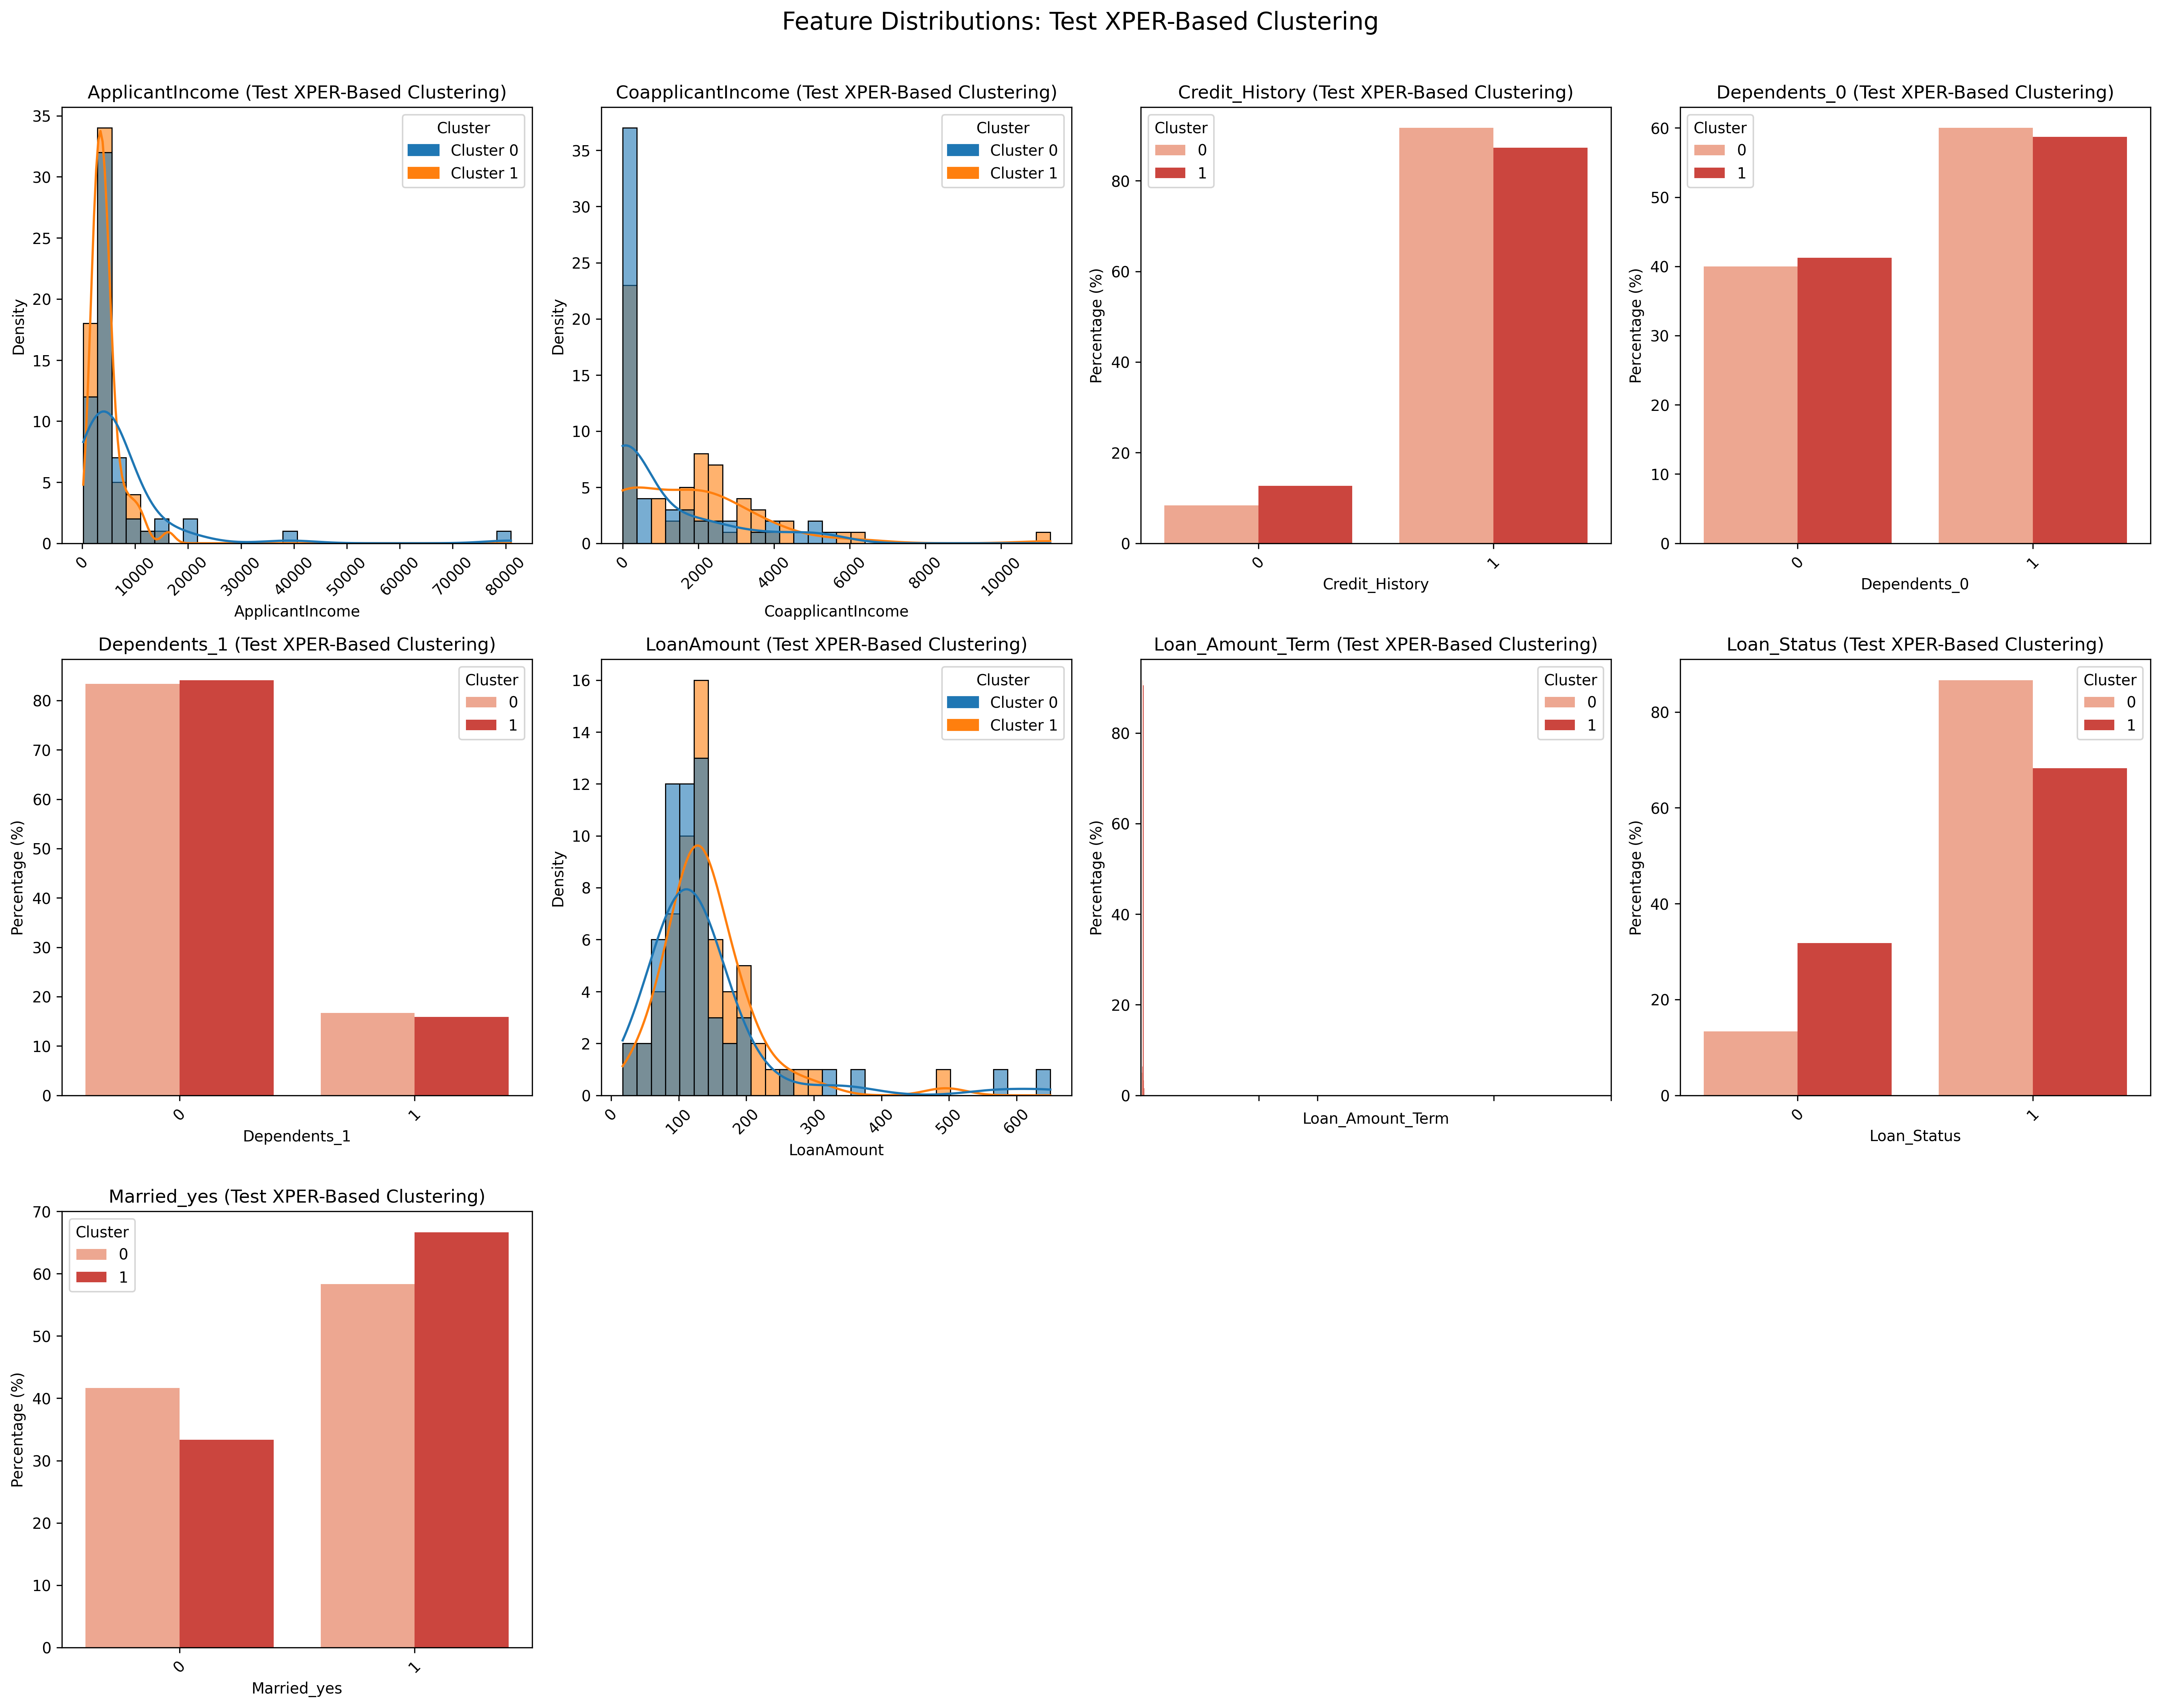 Feature Distributions: Test XPER-Based Clustering
ApplicantIncome (Test XPER-Based Clustering)
Density
35
30
25
20
15
10
5
0
Cluster
Cluster 0
Cluster 1
0
10000
20000
30000
40000
50000
60000
70000
80000
ApplicantIncome
CoapplicantIncome (Test XPER-Based Clustering)
Density
35
30
25
20
15
10
5
0
Cluster
Cluster 0
Cluster 1
0
2000
4000
6000
8000
10000
CoapplicantIncome
Credit_History (Test XPER-Based Clustering)
Percentage (%)
80
60
40
20
0
Cluster
0
1
0
1
Credit_History
Dependents_0 (Test XPER-Based Clustering)
Percentage (%)
60
50
40
30
20
10
0
Cluster
0
1
0
1
Dependents_0
Dependents_1 (Test XPER-Based Clustering)
Percentage (%)
80
70
60
50
40
30
20
10
0
Cluster
0
1
0
1
Dependents_1
LoanAmount (Test XPER-Based Clustering)
Density
16
14
12
10
8
6
4
2
0
Cluster
Cluster 0
Cluster 1
0
100
200
300
400
500
600
LoanAmount
Loan_Amount_Term (Test XPER-Based Clustering)
Percentage (%)
80
60
40
20
0
Cluster
0
1
Loan_Amount_Term
Loan_Status (Test XPER-Based Clustering)
Percentage (%)
80
60
40
20
0
Cluster
0
1
0
1
Loan_Status
Married_yes (Test XPER-Based Clustering)
Percentage (%)
70
60
50
40
30
20
10
0
Cluster
0
1
0
1
Married_yes